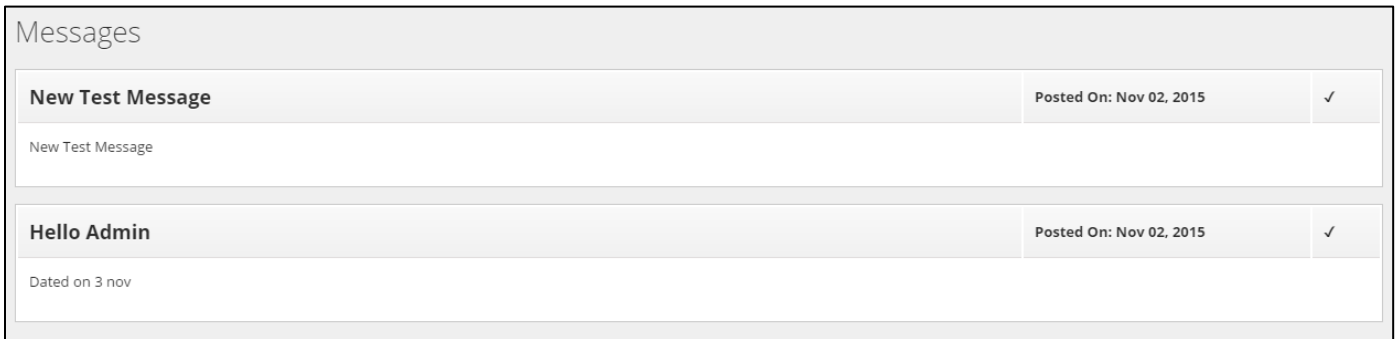 Messages
New Test Message Posted On: Nov 02, 2015 ✓
New Test Message
Hello Admin Posted On: Nov 02, 2015 ✓
Dated on 3 nov